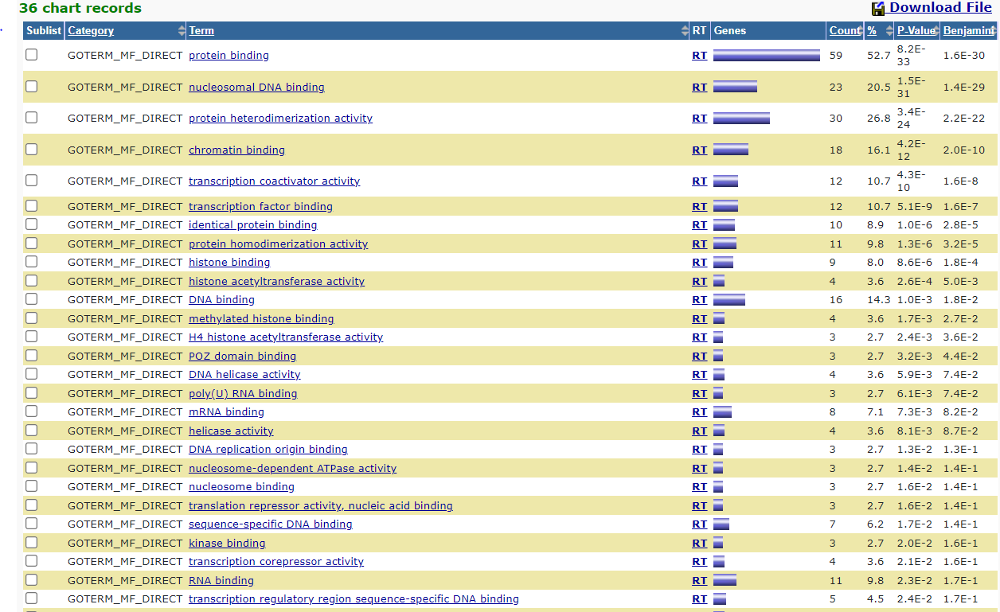 36 chart records Download File
Sublist Category Term RT Genes Count % P-Value Benjamini
GOTERM_MF_DIRECT protein binding RT 59 52.7 8.2E-33 1.6E-30
GOTERM_MF_DIRECT nucleosomal DNA binding RT 23 20.5 1.5E-31 1.4E-29
GOTERM_MF_DIRECT protein heterodimerization activity RT 30 26.8 3.4E-24 2.2E-22
GOTERM_MF_DIRECT chromatin binding RT 18 16.1 4.2E-12 2.0E-10
GOTERM_MF_DIRECT transcription coactivator activity RT 12 10.7 4.3E-10 1.6E-8
GOTERM_MF_DIRECT transcription factor binding RT 12 10.7 5.1E-9 1.6E-7
GOTERM_MF_DIRECT identical protein binding RT 10 8.9 1.0E-6 2.8E-5
GOTERM_MF_DIRECT protein homodimerization activity RT 11 9.8 1.3E-6 3.2E-5
GOTERM_MF_DIRECT histone binding RT 9 8.0 8.6E-6 1.8E-4
GOTERM_MF_DIRECT histone acetyltransferase activity RT 4 3.6 2.6E-4 5.0E-3
GOTERM_MF_DIRECT DNA binding RT 16 14.3 1.0E-3 1.8E-2
GOTERM_MF_DIRECT methylated histone binding RT 4 3.6 1.7E-3 2.7E-2
GOTERM_MF_DIRECT H4 histone acetyltransferase activity RT 3 2.7 2.4E-3 3.6E-2
GOTERM_MF_DIRECT POZ domain binding RT 3 2.7 3.2E-3 4.4E-2
GOTERM_MF_DIRECT DNA helicase activity RT 4 3.6 5.9E-3 7.4E-2
GOTERM_MF_DIRECT poly(U) RNA binding RT 3 2.7 6.1E-3 7.4E-2
GOTERM_MF_DIRECT mRNA binding RT 8 7.1 7.3E-3 8.2E-2
GOTERM_MF_DIRECT helicase activity RT 4 3.6 8.1E-3 8.7E-2
GOTERM_MF_DIRECT DNA replication origin binding RT 3 2.7 1.3E-2 1.3E-1
GOTERM_MF_DIRECT nucleosome-dependent ATPase activity RT 3 2.7 1.4E-2 1.4E-1
GOTERM_MF_DIRECT nucleosome binding RT 3 2.7 1.6E-2 1.4E-1
GOTERM_MF_DIRECT translation repressor activity, nucleic acid binding RT 3 2.7 1.6E-2 1.4E-1
GOTERM_MF_DIRECT sequence-specific DNA binding RT 7 6.2 1.7E-2 1.4E-1
GOTERM_MF_DIRECT kinase binding RT 3 2.7 2.0E-2 1.6E-1
GOTERM_MF_DIRECT transcription corepressor activity RT 4 3.6 2.1E-2 1.6E-1
GOTERM_MF_DIRECT RNA binding RT 11 9.8 2.3E-2 1.7E-1
GOTERM_MF_DIRECT transcription regulatory region sequence-specific DNA binding RT 5 4.5 2.4E-2 1.7E-1